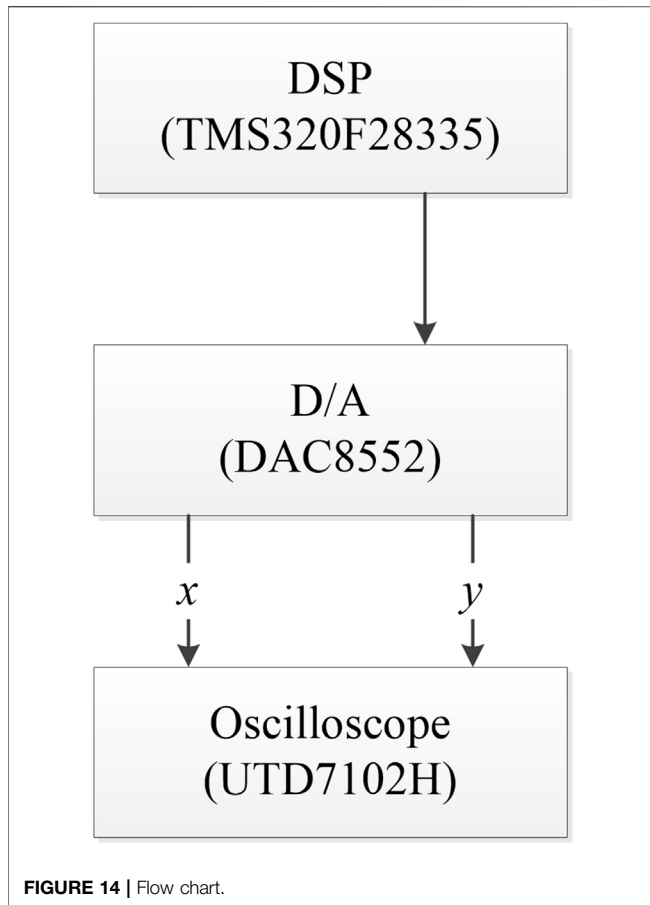 DSP
(TMS320F28335)
D/A
(DAC8552)
x y
Oscilloscope
(UTD7102H)
FIGURE 14 | Flow chart.